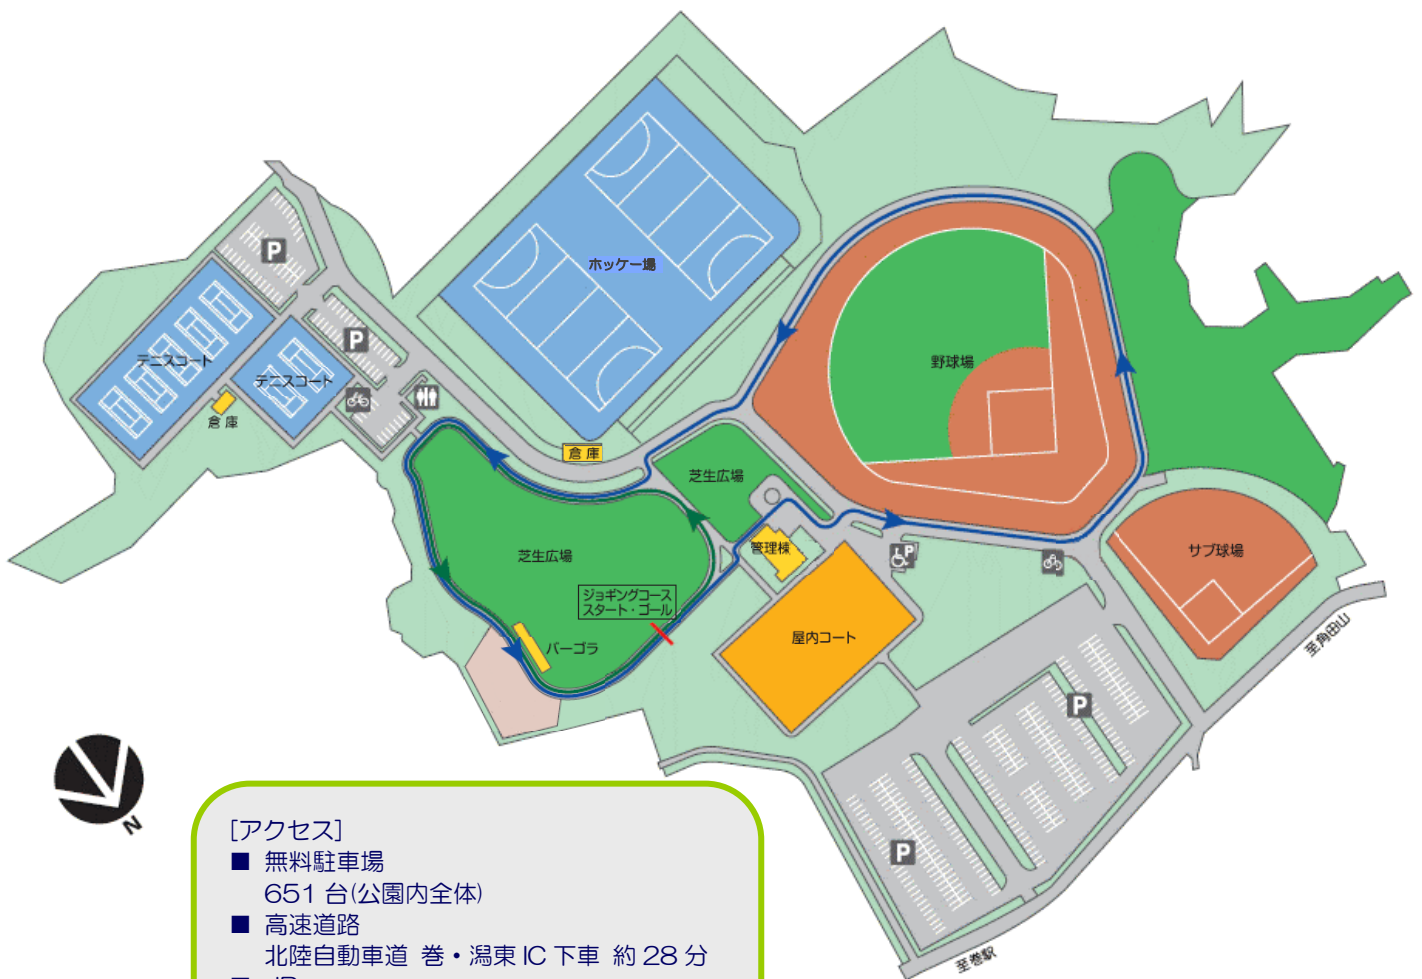 ホッケー場
P
P
テニスコート
テニスコート
倉庫
倉庫
野球場
芝生広場
芝生広場
管理棟
P
サブ球場
ジョギングコース
スタート・ゴール
バーゴラ
屋内コート
至角田山
P
P
至巻駅
N
[アクセス]
■ 無料駐車場
651 台(公園内全体)
■ 高速道路
北陸自動車道 巻・潟東 IC 下車 約 28 分